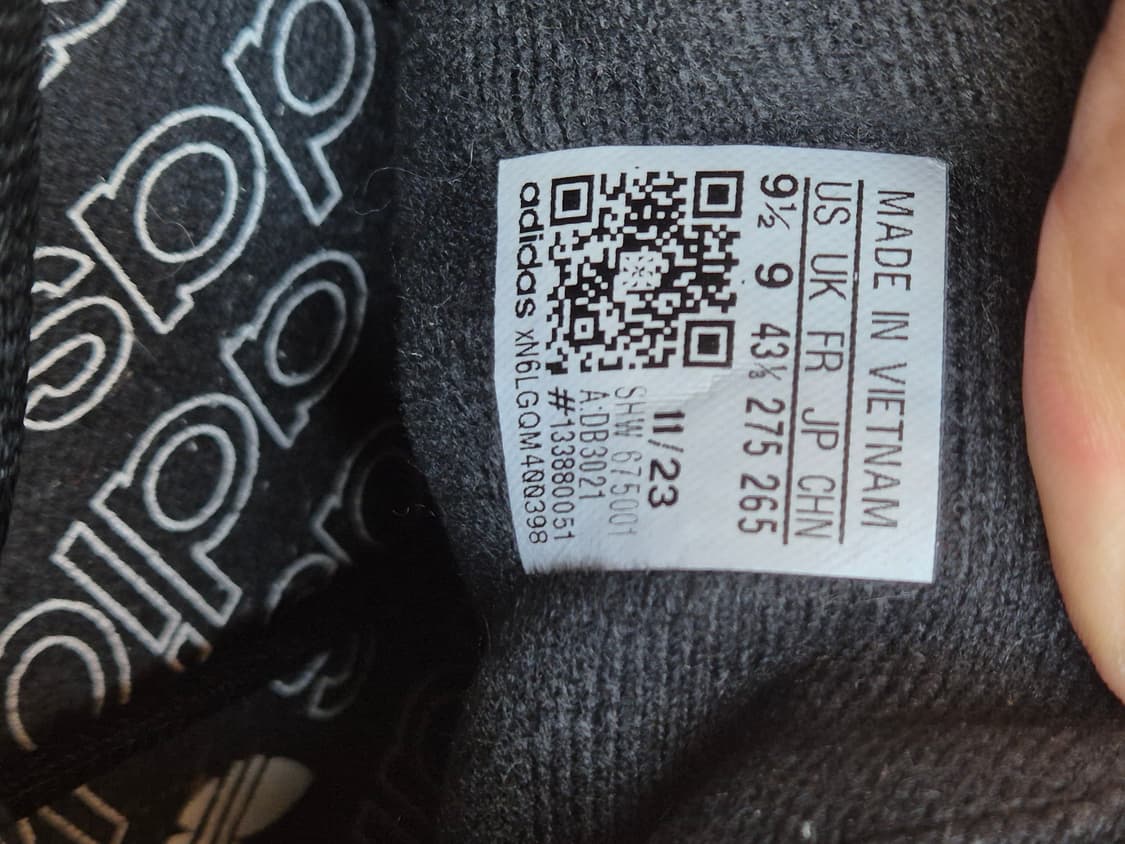 MADE IN VIETNAM
US UK FR JP CHN
9½ 9 43⅓ 275 265
11/23
SHW 675001
A:DB3021
#133880051
adidas XN6LGQM4QQ398